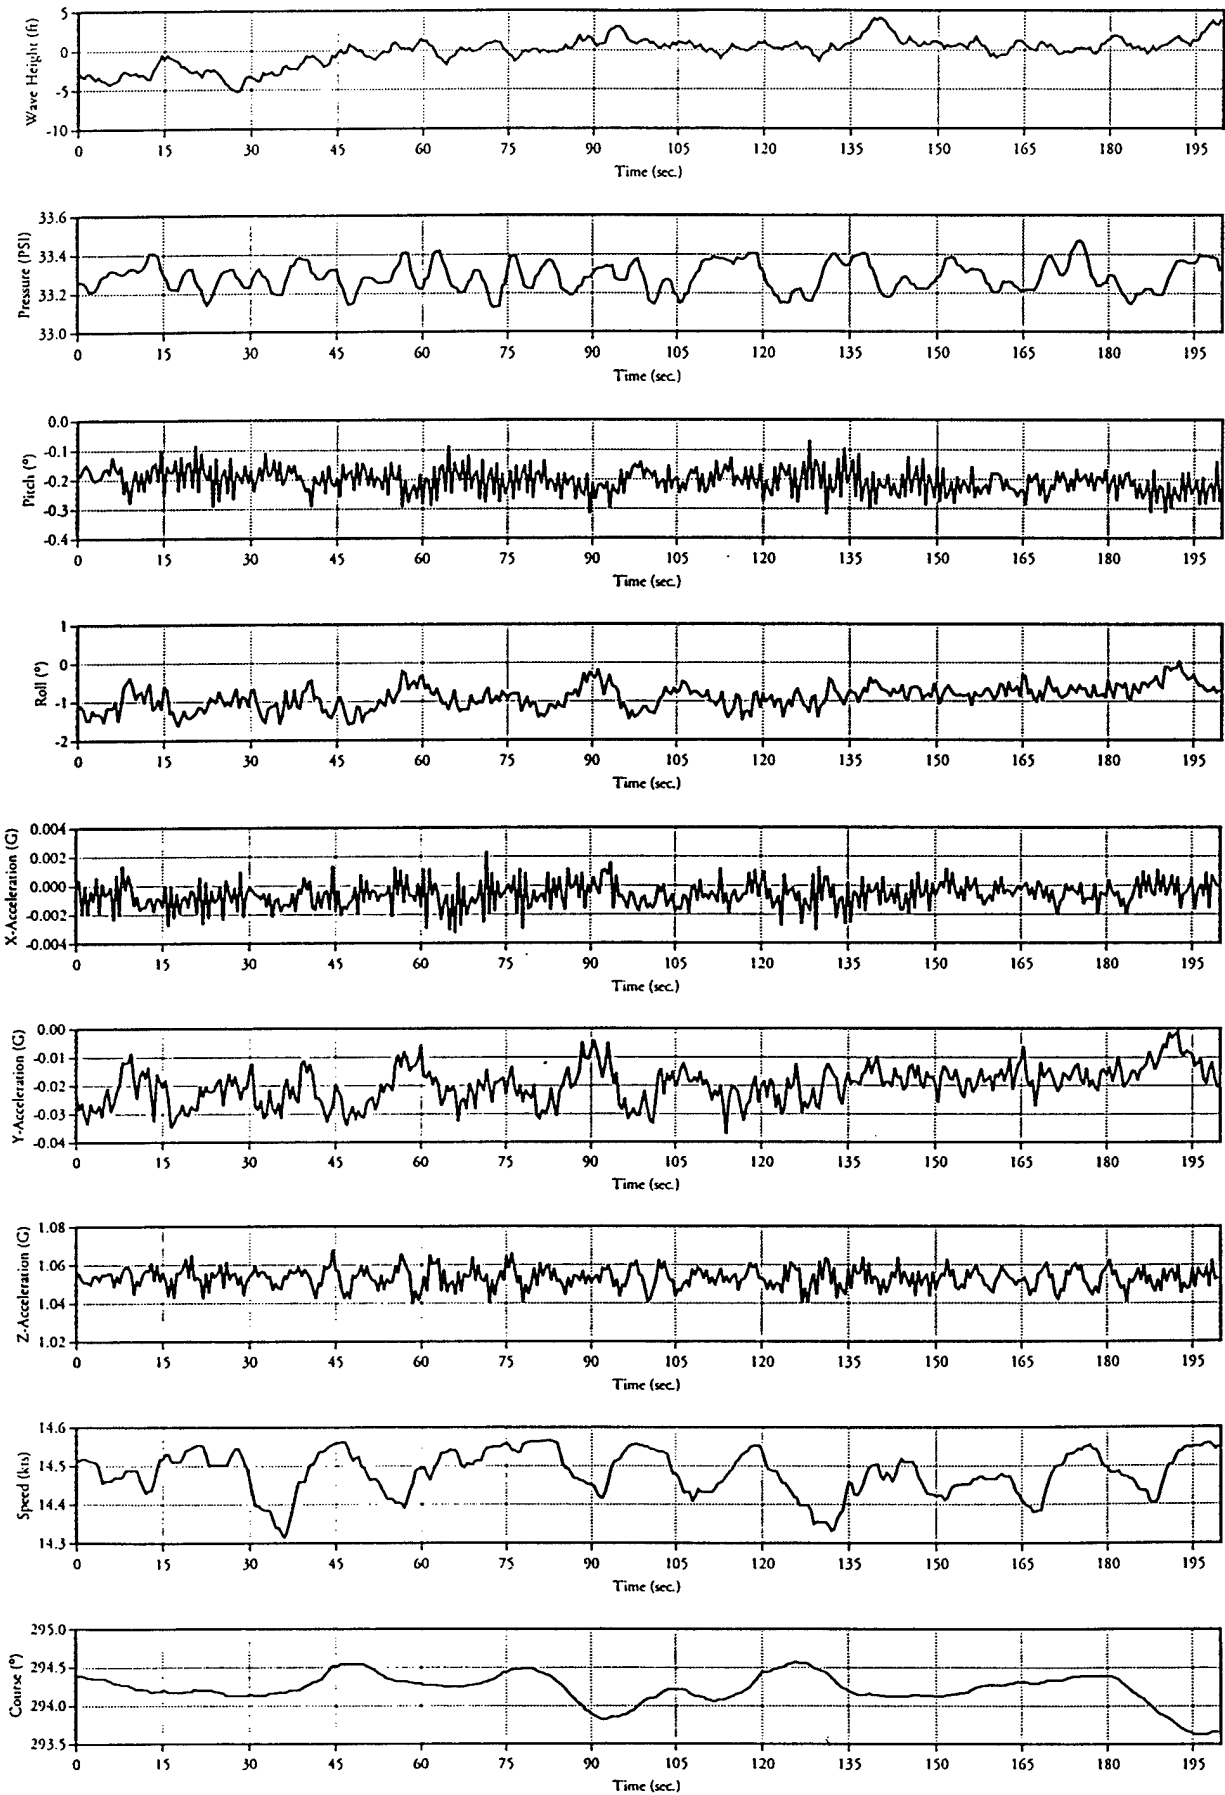 Wave Height (ft)
5
0
-5
-10
0 15 30 45 60 75 90 105 120 135 150 165 180 195
Time (sec.)
Pressure (PSI)
33.6
33.4
33.2
33.0
0 15 30 45 60 75 90 105 120 135 150 165 180 195
Time (sec.)
Pitch (°)
0.0
-0.1
-0.2
-0.3
-0.4
0 15 30 45 60 75 90 105 120 135 150 165 180 195
Time (sec.)
Roll (°)
1
0
-1
-2
0 15 30 45 60 75 90 105 120 135 150 165 180 195
Time (sec.)
X-Acceleration (G)
0.004
0.002
0.000
-0.002
-0.004
0 15 30 45 60 75 90 105 120 135 150 165 180 195
Time (sec.)
Y-Acceleration (G)
0.00
-0.01
-0.02
-0.03
-0.04
0 15 30 45 60 75 90 105 120 135 150 165 180 195
Time (sec.)
Z-Acceleration (G)
1.08
1.06
1.04
1.02
0 15 30 45 60 75 90 105 120 135 150 165 180 195
Time (sec.)
Speed (kts)
14.6
14.5
14.4
14.3
0 15 30 45 60 75 90 105 120 135 150 165 180 195
Time (sec.)
Course (°)
295.0
294.5
294.0
293.5
0 15 30 45 60 75 90 105 120 135 150 165 180 195
Time (sec.)